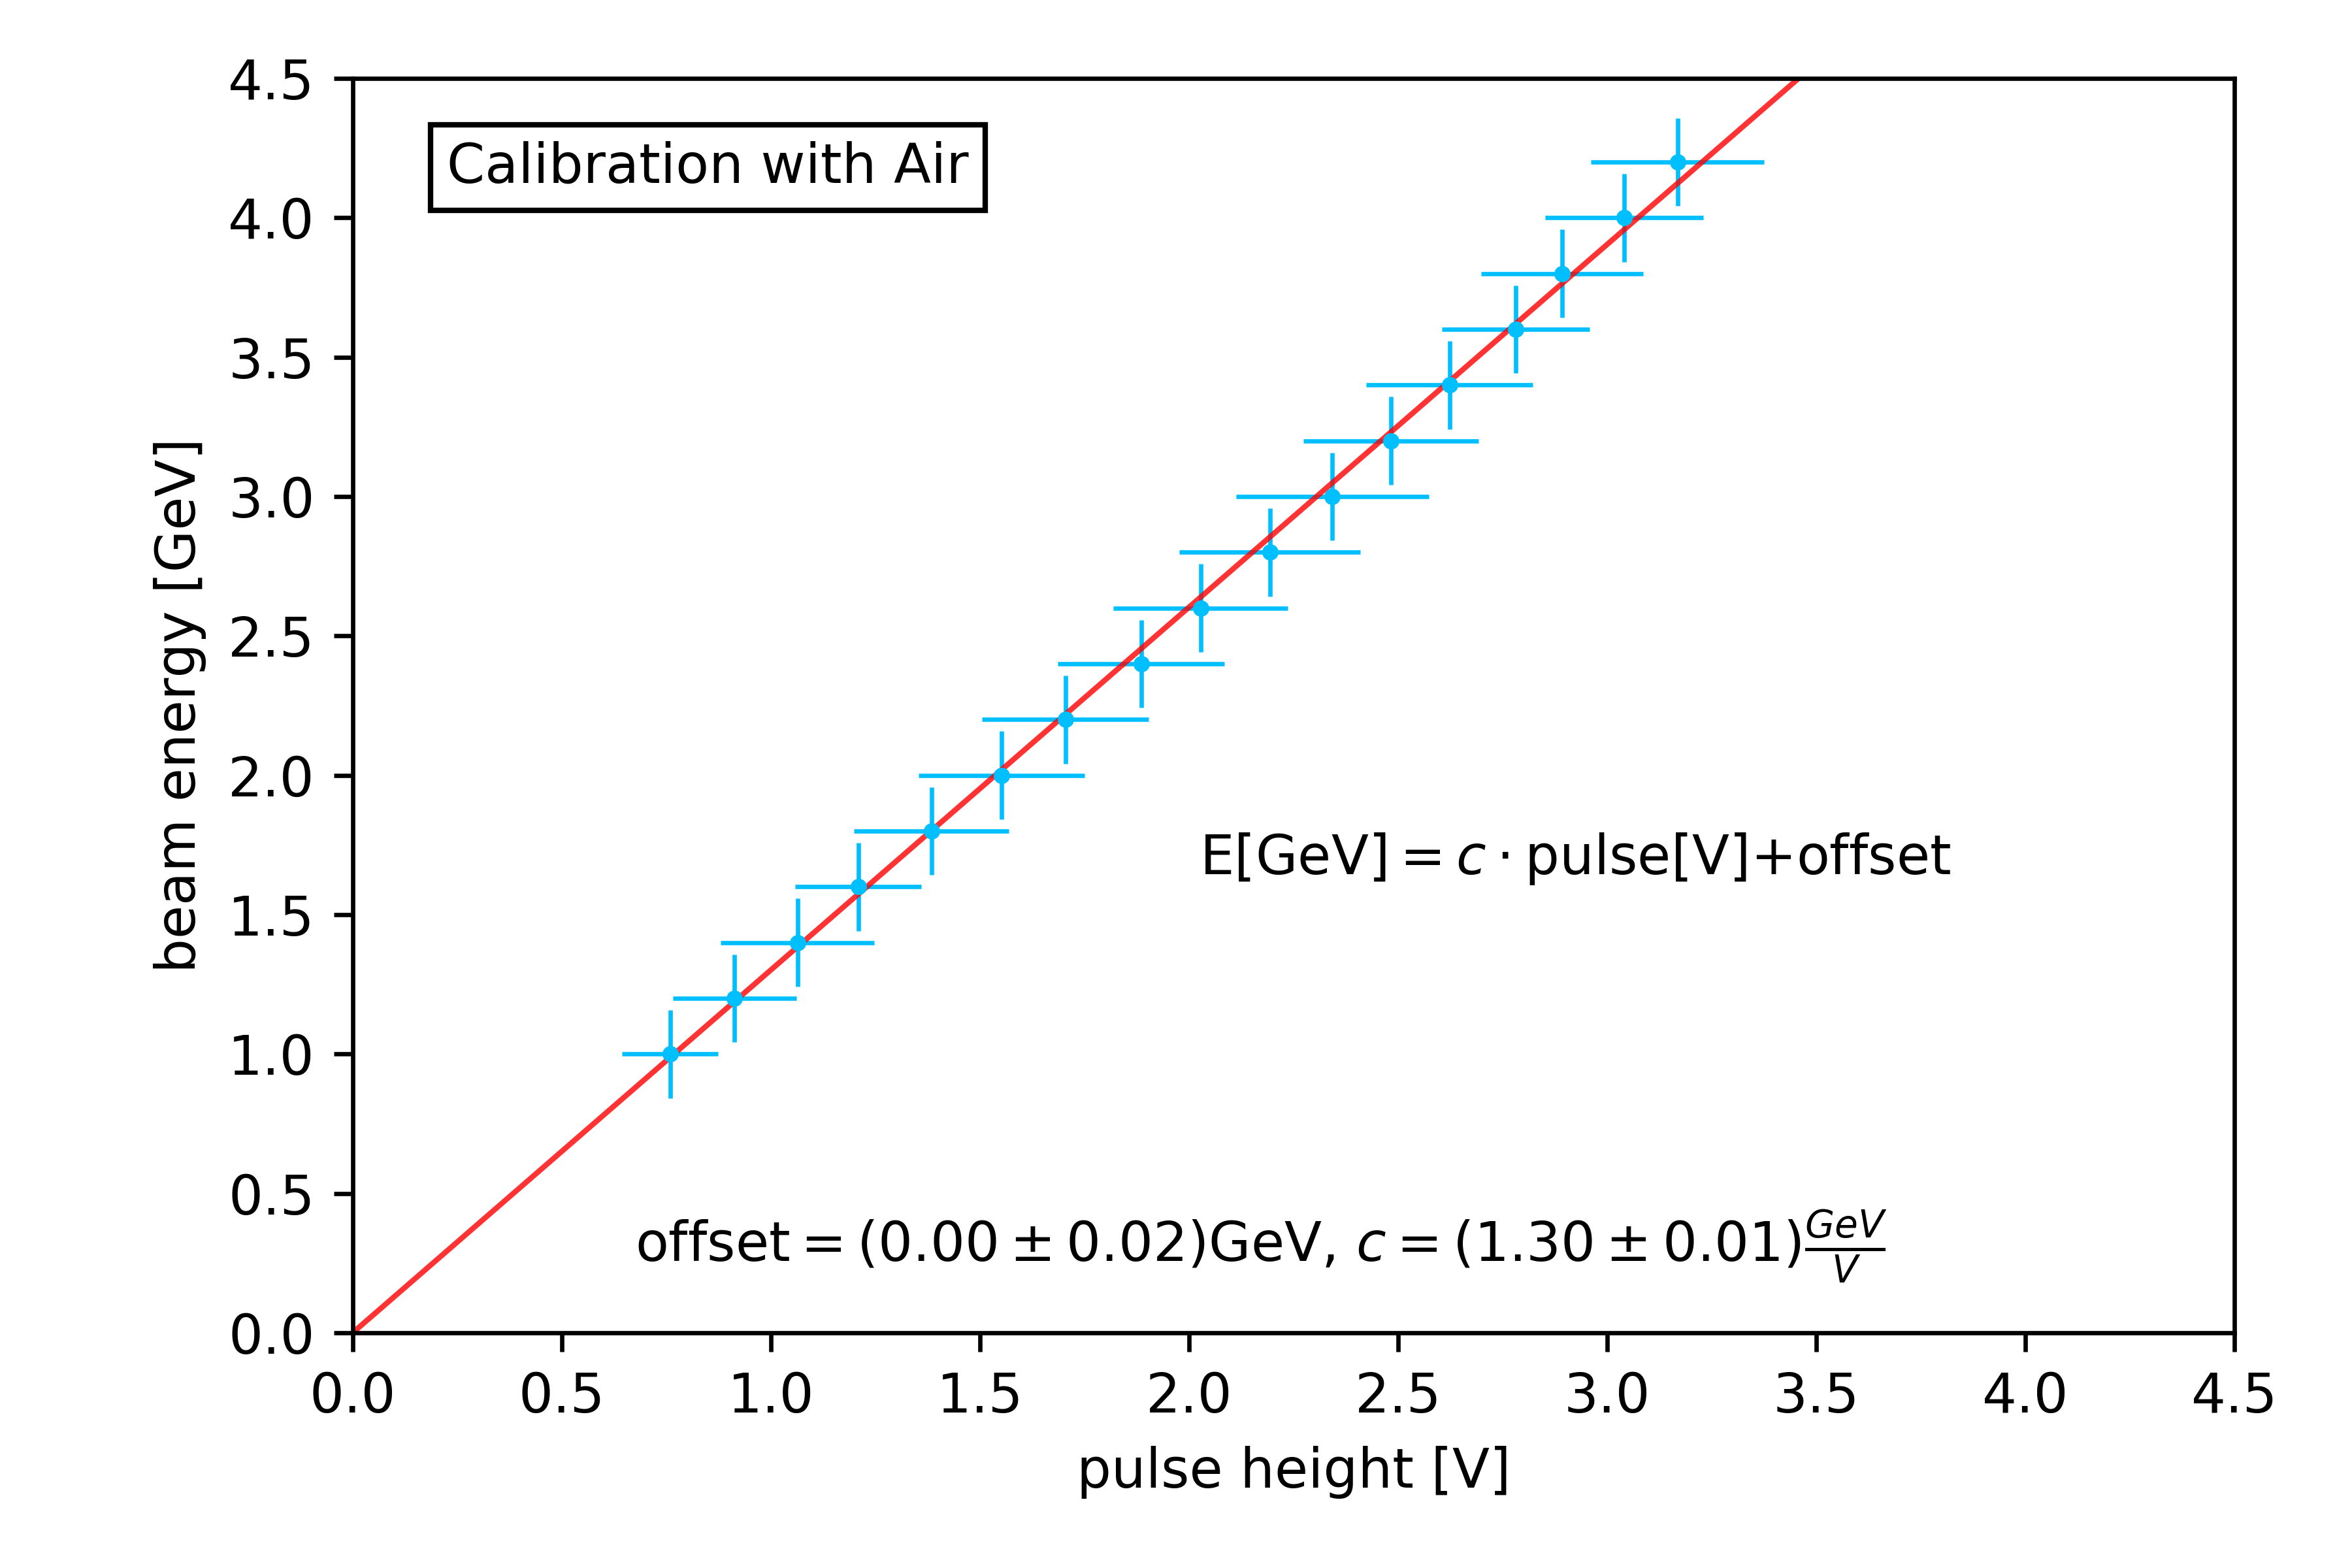 4.5
Calibration with Air
4.0
3.5
3.0
2.5
2.0
1.5
1.0
0.5
0.0
beam energy [GeV]
E[GeV] = c · pulse[V]+offset
offset = (0.00 ± 0.02)GeV, c = (1.30 ± 0.01) GeV/V
0.0 0.5 1.0 1.5 2.0 2.5 3.0 3.5 4.0 4.5
pulse height [V]